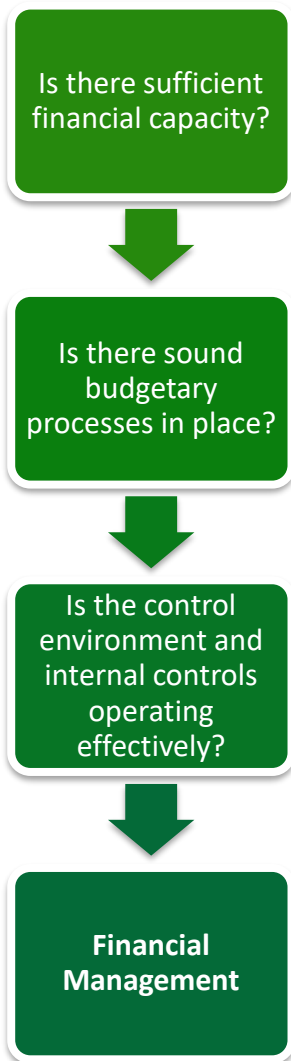 Is there sufficient
financial capacity?
Is there sound
budgetary
processes in place?
Is the control
environment and
internal controls
operating
effectively?
Financial
Management